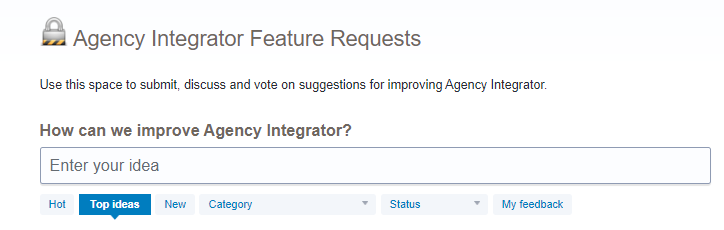 Agency Integrator Feature Requests
Use this space to submit, discuss and vote on suggestions for improving Agency Integrator.
How can we improve Agency Integrator?
Enter your idea
Hot Top ideas New Category Status My feedback